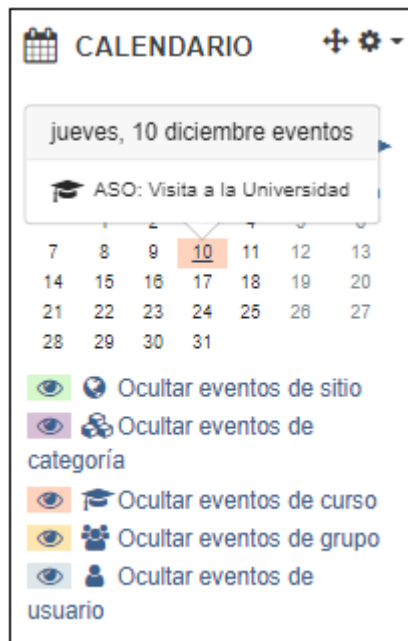 CALENDARIO
jueves, 10 diciembre eventos
ASO: Visita a la Universidad
7 8 9 10 11 12 13
14 15 16 17 18 19 20
21 22 23 24 25 26 27
28 29 30 31
Ocultar eventos de sitio
Ocultar eventos de
categoría
Ocultar eventos de curso
Ocultar eventos de grupo
Ocultar eventos de
usuario